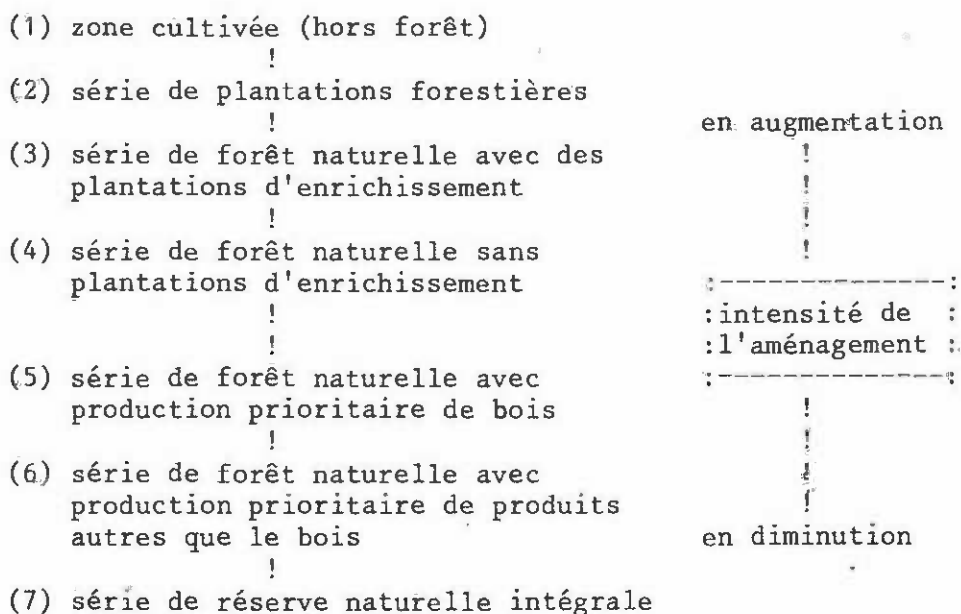 (1) zone cultivée (hors forêt)
!
(2) série de plantations forestières
!
(3) série de forêt naturelle avec des
plantations d'enrichissement
!
(4) série de forêt naturelle sans
plantations d'enrichissement
!
!
(5) série de forêt naturelle avec
production prioritaire de bois
!
(6) série de forêt naturelle avec
production prioritaire de produits
autres que le bois
!
(7) série de réserve naturelle intégrale
en augmentation
!
!
!
!
:---------------:
:intensité de :
:l'aménagement :
:---------------:
!
!
!
!
en diminution